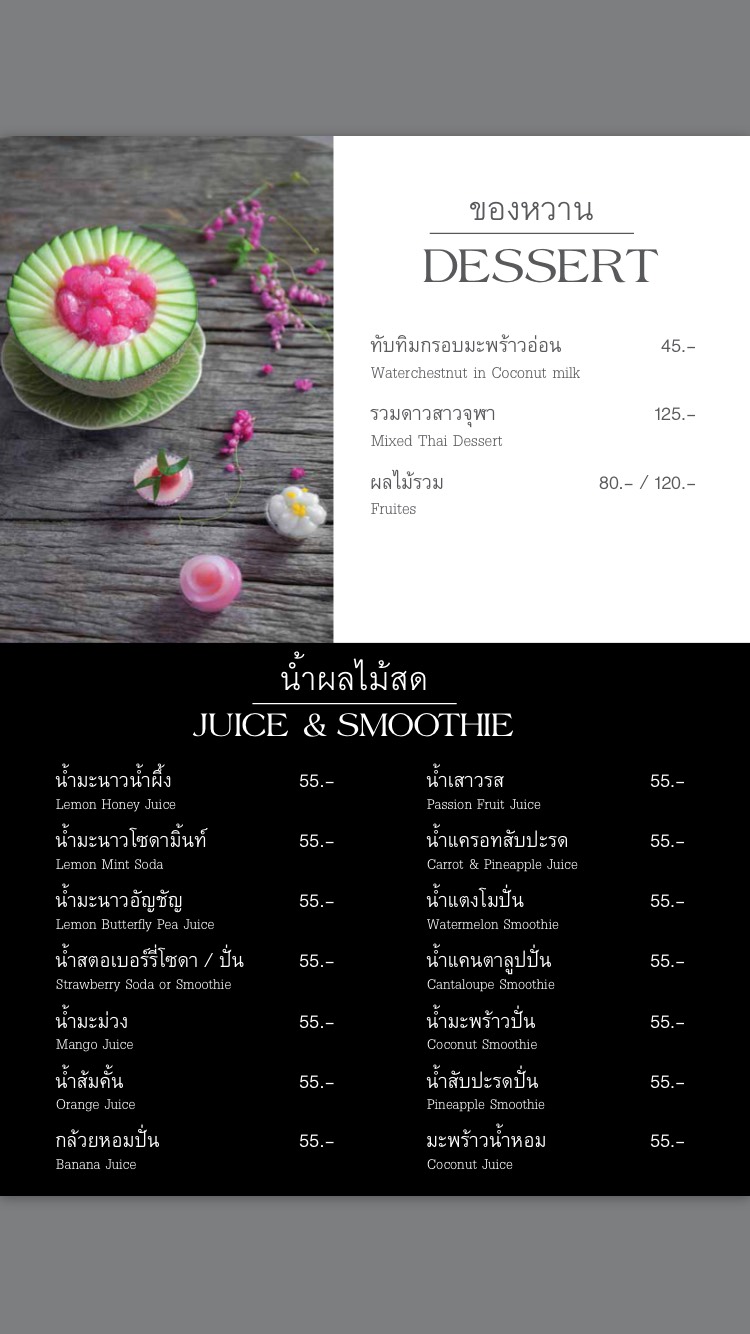 ของหวาน
DESSERT
ทับทิมกรอบมะพร้าวอ่อน 45.-
Waterchestnut in Coconut milk
รวมดาวสาวจุฬา 125.-
Mixed Thai Dessert
ผลไม้รวม 80.- / 120.-
Fruites
น้ำผลไม้สด
JUICE & SMOOTHIE
น้ำมะนาวน้ำผึ้ง 55.-
Lemon Honey Juice
น้ำมะนาวโซดามิ้นท์ 55.-
Lemon Mint Soda
น้ำมะนาวอัญชัญ 55.-
Lemon Butterfly Pea Juice
น้ำสตอเบอร์รี่โซดา / ปั่น 55.-
Strawberry Soda or Smoothie
น้ำมะม่วง 55.-
Mango Juice
น้ำส้มคั้น 55.-
Orange Juice
กล้วยหอมปั่น 55.-
Banana Juice
น้ำเสาวรส 55.-
Passion Fruit Juice
น้ำแครอทสับปะรด 55.-
Carrot & Pineapple Juice
น้ำแตงโมปั่น 55.-
Watermelon Smoothie
น้ำแคนตาลูปปั่น 55.-
Cantaloupe Smoothie
น้ำมะพร้าวปั่น 55.-
Coconut Smoothie
น้ำสับปะรดปั่น 55.-
Pineapple Smoothie
มะพร้าวน้ำหอม 55.-
Coconut Juice